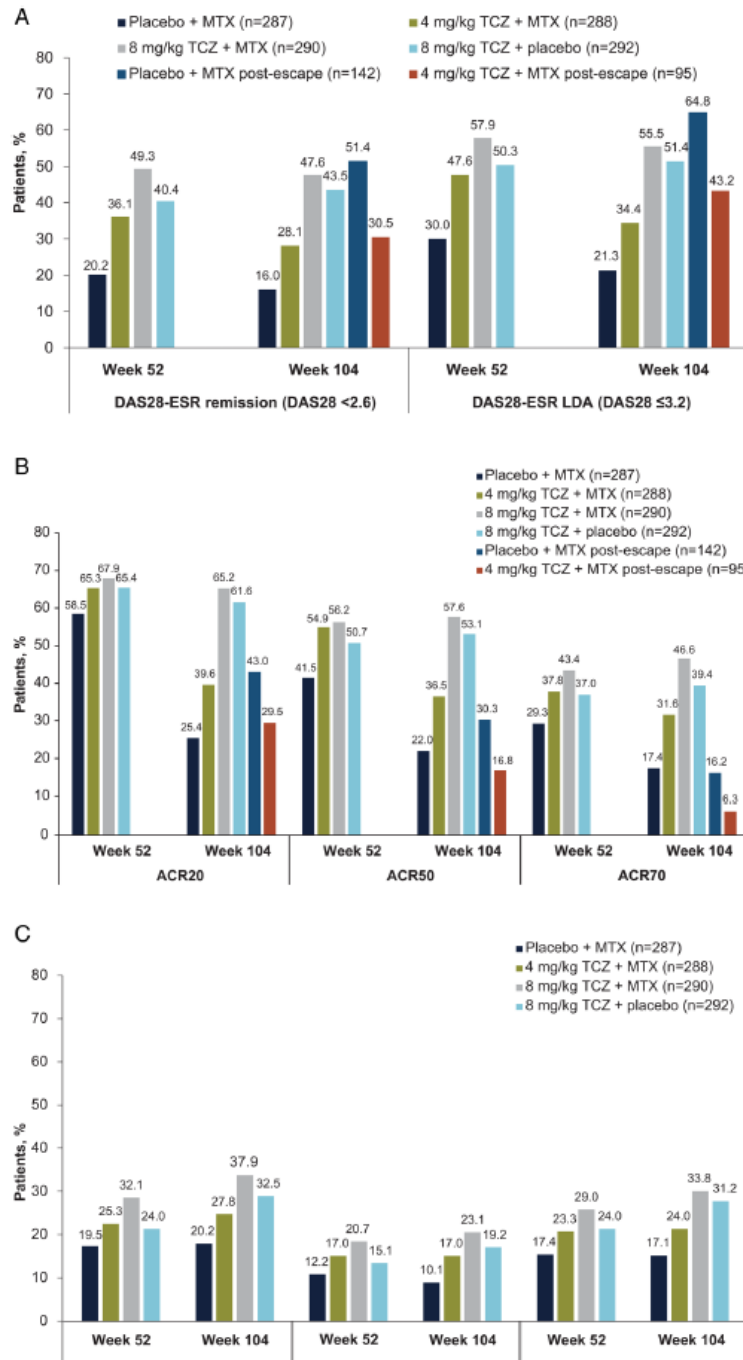 A
Placebo + MTX (n=287) 4 mg/kg TCZ + MTX (n=288)
8 mg/kg TCZ + MTX (n=290) 8 mg/kg TCZ + placebo (n=292)
Placebo + MTX post-escape (n=142) 4 mg/kg TCZ + MTX post-escape (n=95)
Patients, %
80
70
60
50
40
30
20
10
0
20.2 36.1 49.3 40.4
16.0 28.1 47.6 43.5 51.4 30.5
30.0 47.6 57.9 50.3
21.3 34.4 55.5 51.4 64.8 43.2
Week 52 Week 104 Week 52 Week 104
DAS28-ESR remission (DAS28 <2.6) DAS28-ESR LDA (DAS28 ≤3.2)
B
Placebo + MTX (n=287)
4 mg/kg TCZ + MTX (n=288)
8 mg/kg TCZ + MTX (n=290)
8 mg/kg TCZ + placebo (n=292)
Placebo + MTX post-escape (n=142)
4 mg/kg TCZ + MTX post-escape (n=95
Patients, %
80
70
60
50
40
30
20
10
0
58.5 65.3 67.9 65.4
25.4 39.6 65.2 61.6 43.0 29.5
41.5 54.9 56.2 50.7
22.0 36.5 57.6 53.1 30.3 16.8
29.3 37.8 43.4 37.0
17.4 31.6 46.6 39.4 16.2 6.3
Week 52 Week 104 Week 52 Week 104 Week 52 Week 104
ACR20 ACR50 ACR70
C
Placebo + MTX (n=287)
4 mg/kg TCZ + MTX (n=288)
8 mg/kg TCZ + MTX (n=290)
8 mg/kg TCZ + placebo (n=292)
Patients, %
80
70
60
50
40
30
20
10
0
19.5 25.3 32.1 24.0
20.2 27.8 37.9 32.5
12.2 17.0 20.7 15.1
10.1 17.0 23.1 19.2
17.4 23.3 29.0 24.0
17.1 24.0 33.8 31.2
Week 52 Week 104 Week 52 Week 104 Week 52 Week 104